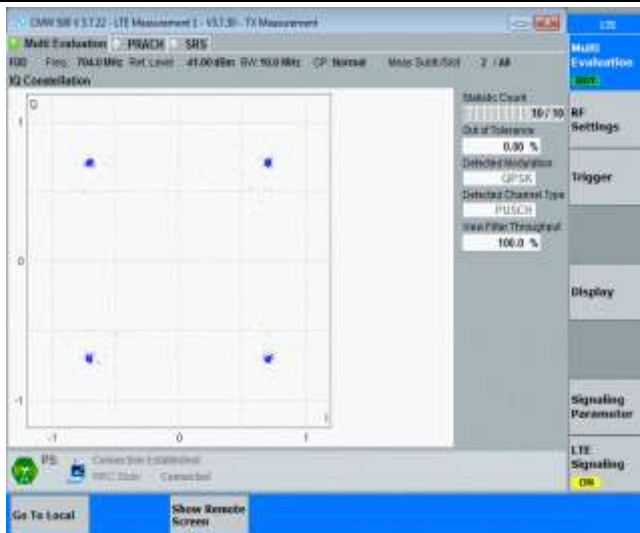 CMW 500 V 3.7.22 - LTE Measurement 1 - V3.7.30 - TX Measurement
LTE
Multi Evaluation PRACH SRS
Multi Evaluation
RDY
FDD Freq.: 704.0 MHz Ref. Level: 41.00 dBm BW: 10.0 MHz CP: Normal Meas Subfr./Slot: 2 / All
IQ Constellation
Q
I
1
0
-1
-1
0
1
Statistic Count
10 / 10
Out of Tolerance
0.00 %
Detected Modulation
QPSK
Detected Channel Type
PUSCH
View Filter Throughput
100.0 %
RF Settings
Trigger
Display
Signaling Parameter
LTE Signaling
ON
PS: Connection Established
RRC State: Connected
Go To Local
Show Remote Screen